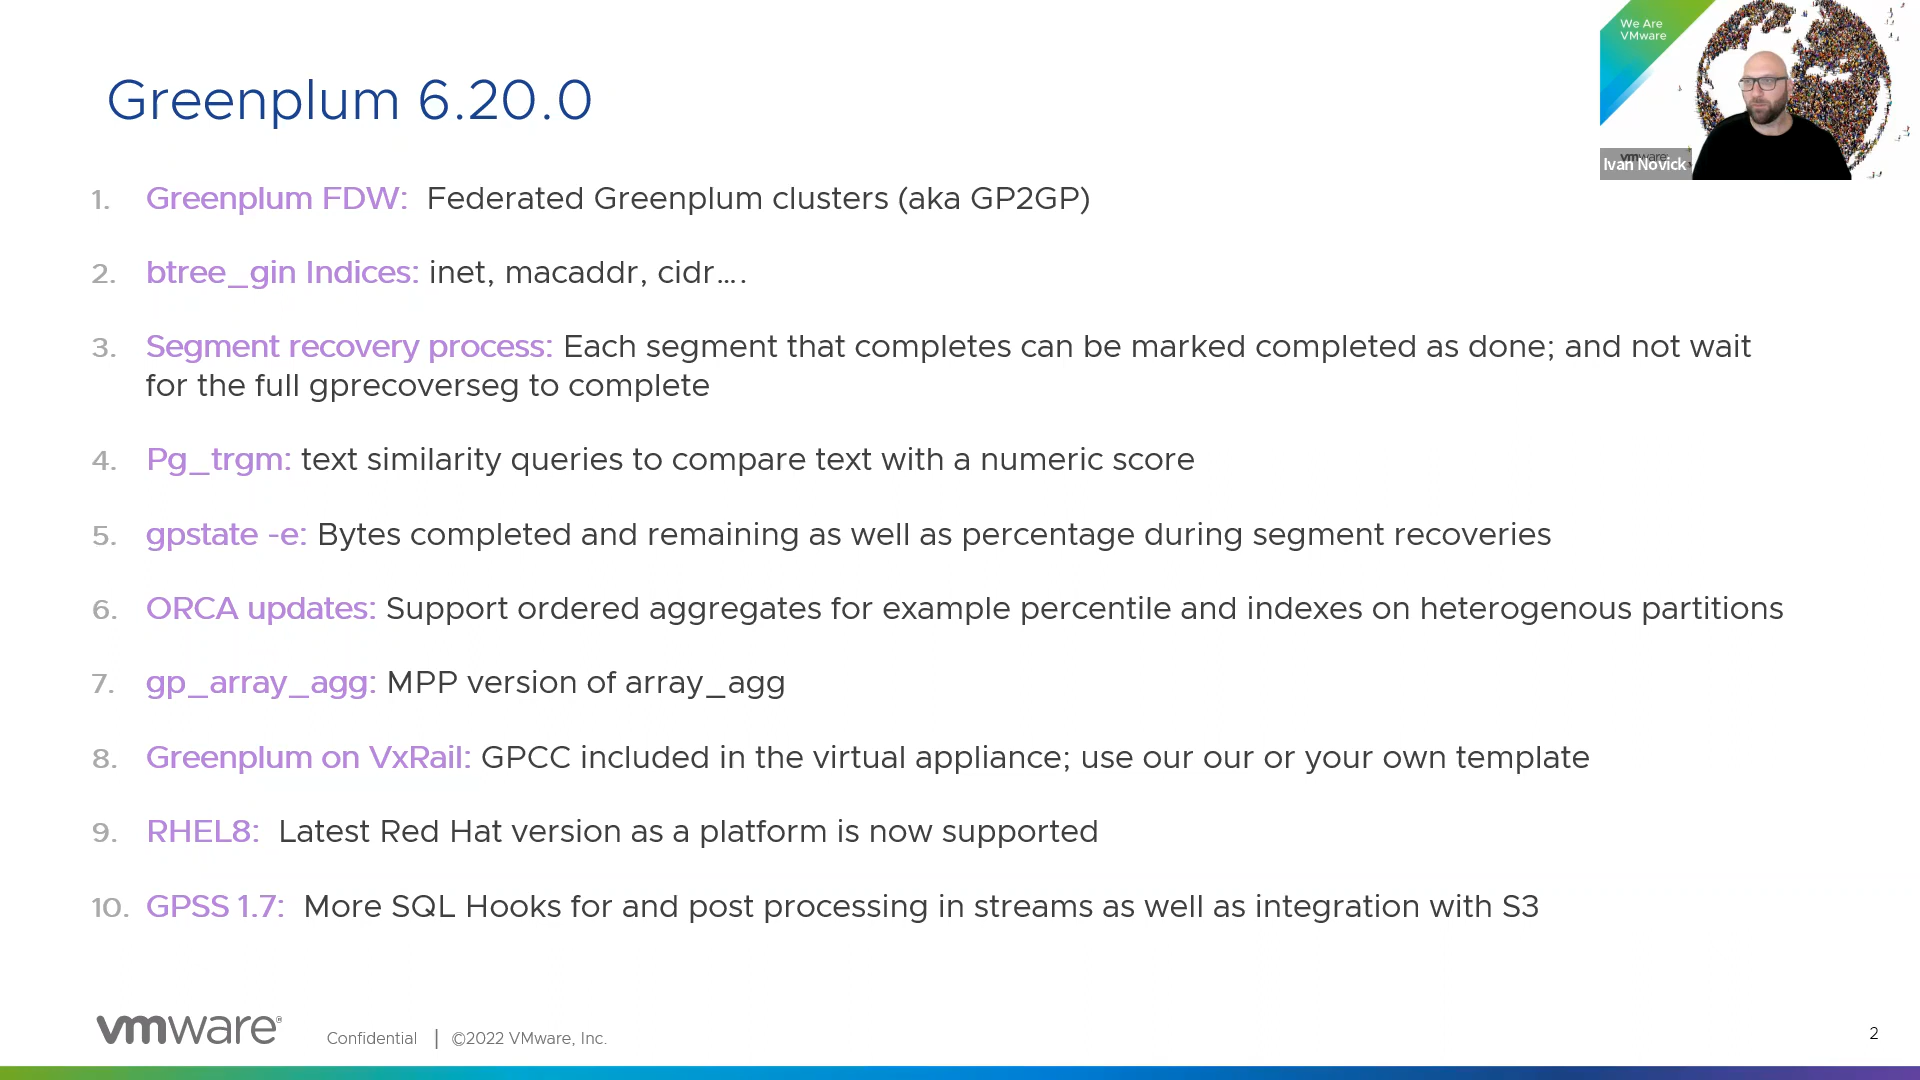 We Are
VMware
Ivan Novick
Greenplum 6.20.0
1. Greenplum FDW: Federated Greenplum clusters (aka GP2GP)
2. btree_gin Indices: inet, macaddr, cidr....
3. Segment recovery process: Each segment that completes can be marked completed as done; and not wait
for the full gprecoverseg to complete
4. Pg_trgm: text similarity queries to compare text with a numeric score
5. gpstate -e: Bytes completed and remaining as well as percentage during segment recoveries
6. ORCA updates: Support ordered aggregates for example percentile and indexes on heterogenous partitions
7. gp_array_agg: MPP version of array_agg
8. Greenplum on VxRail: GPCC included in the virtual appliance; use our our or your own template
9. RHEL8: Latest Red Hat version as a platform is now supported
10. GPSS 1.7: More SQL Hooks for and post processing in streams as well as integration with S3
vmware®
Confidential | ©2022 VMware, Inc.
2